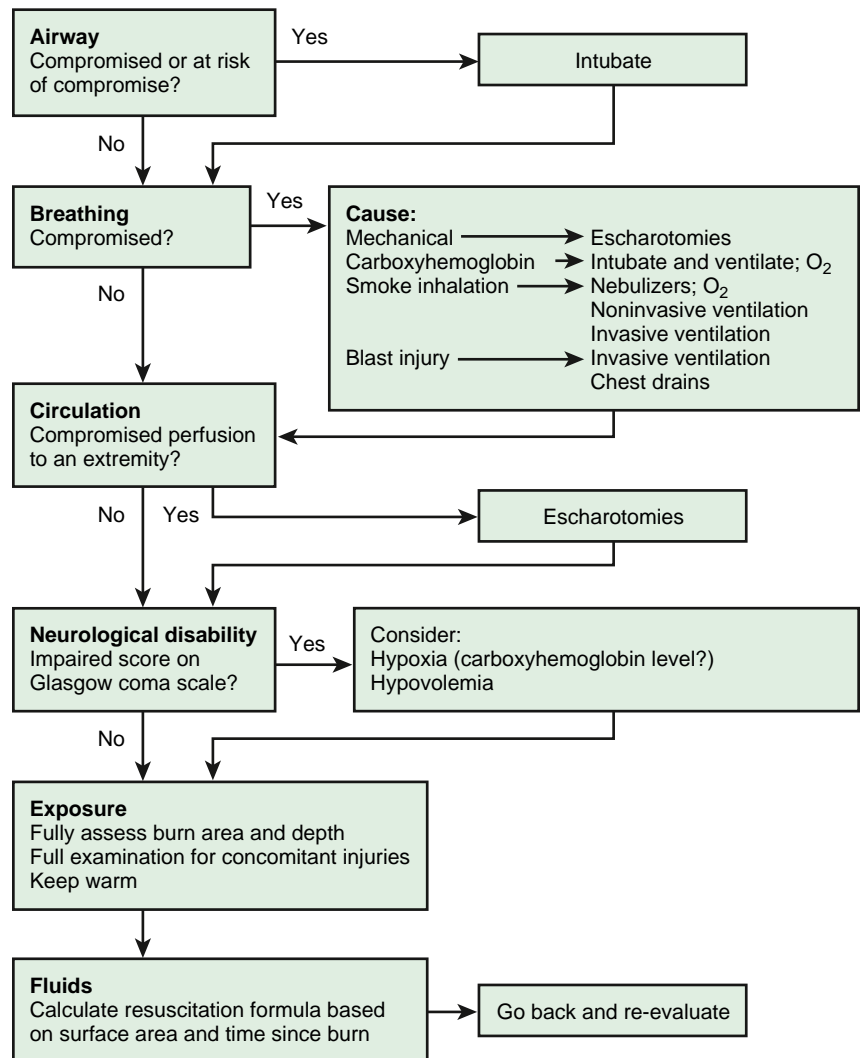 Airway
Compromised or at risk
of compromise?
Yes
Intubate
No
Breathing
Compromised?
Yes
Cause:
Mechanical Escharotomies
Carboxyhemoglobin Intubate and ventilate; O₂
Smoke inhalation Nebulizers; O₂
Noninvasive ventilation
Invasive ventilation
Blast injury Invasive ventilation
Chest drains
No
Circulation
Compromised perfusion
to an extremity?
No Yes
Escharotomies
Neurological disability
Impaired score on
Glasgow coma scale?
Yes
Consider:
Hypoxia (carboxyhemoglobin level?)
Hypovolemia
No
Exposure
Fully assess burn area and depth
Full examination for concomitant injuries
Keep warm
Fluids
Calculate resuscitation formula based
on surface area and time since burn
Go back and re-evaluate